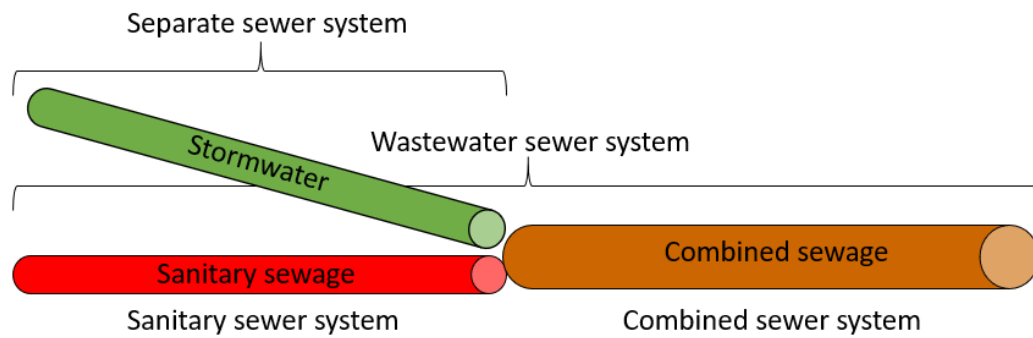 Separate sewer system
Stormwater
Wastewater sewer system
Sanitary sewage
Combined sewage
Sanitary sewer system
Combined sewer system